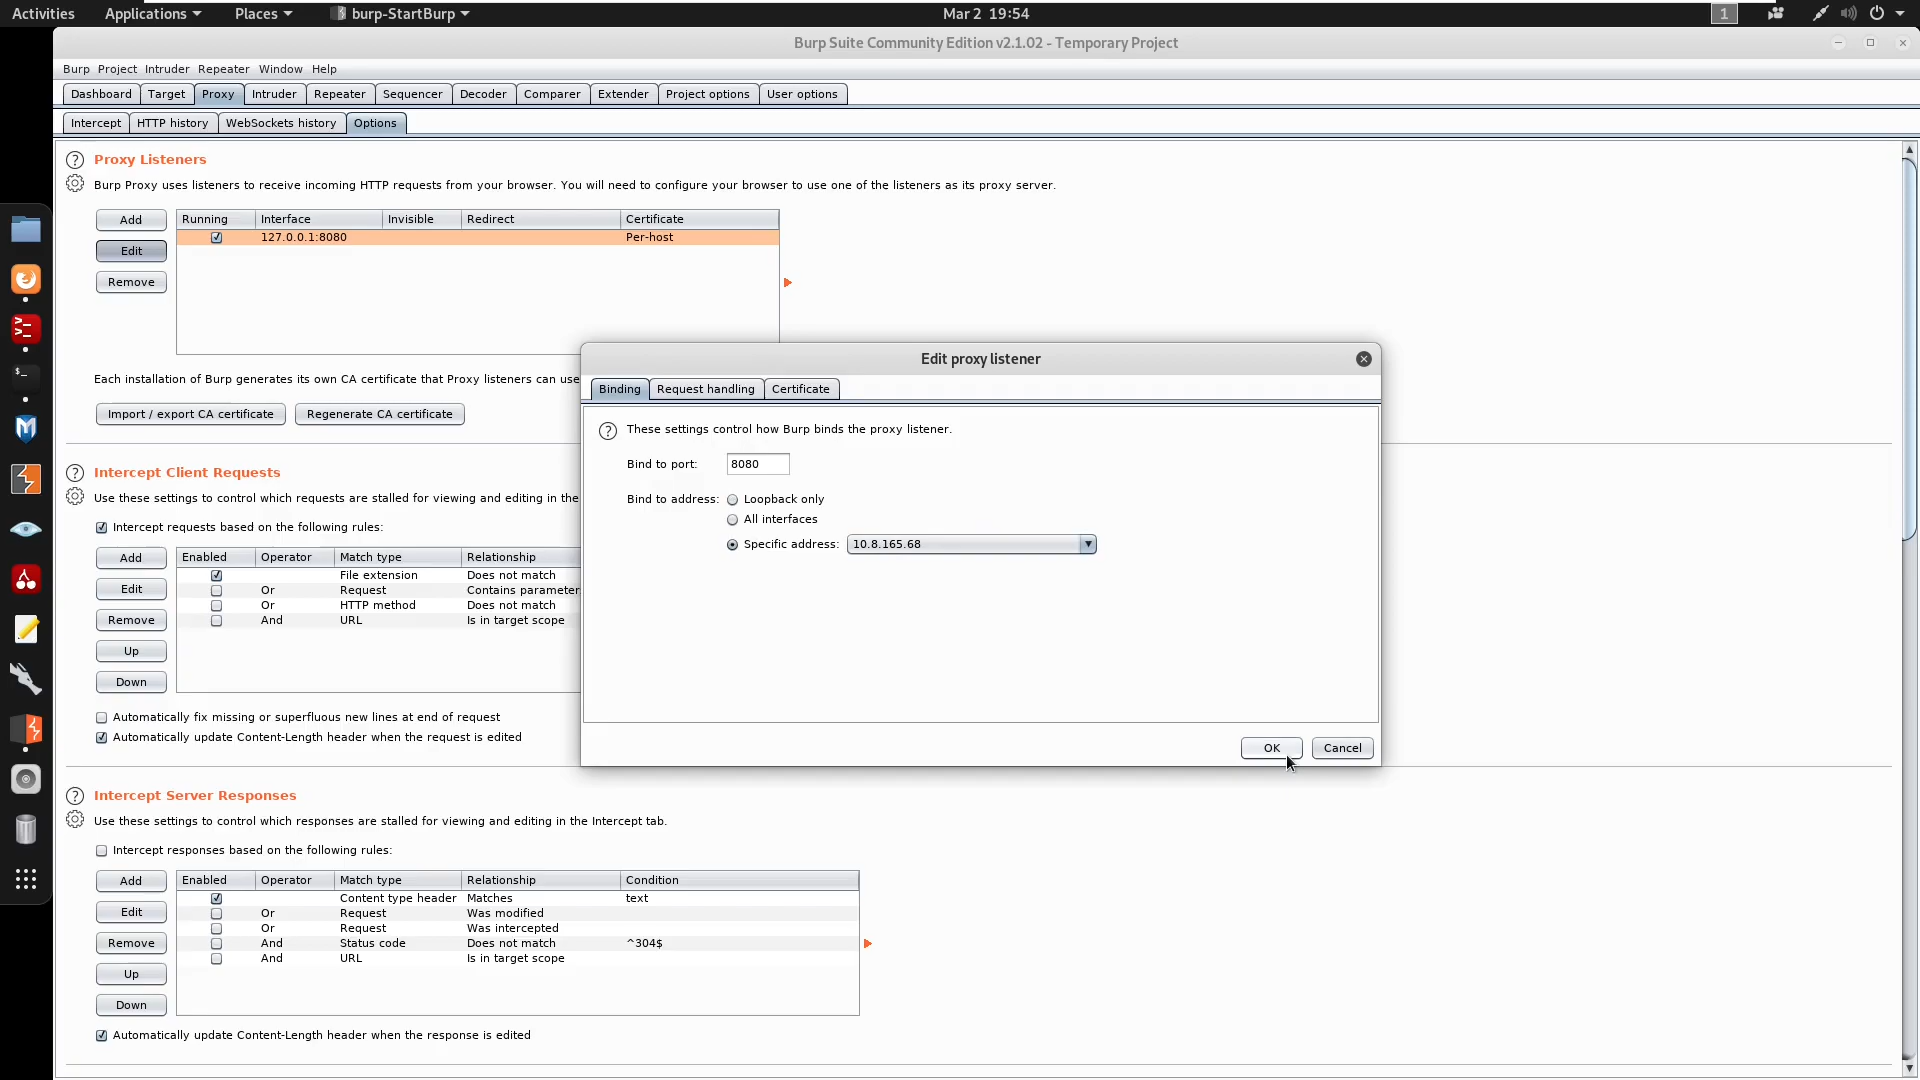 Activities Applications Places burp-StartBurp Mar 2 19:54 1
Burp Suite Community Edition v2.1.02 - Temporary Project
Burp Project Intruder Repeater Window Help
Dashboard Target Proxy Intruder Repeater Sequencer Decoder Comparer Extender Project options User options
Intercept HTTP history WebSockets history Options
? Proxy Listeners
Burp Proxy uses listeners to receive incoming HTTP requests from your browser. You will need to configure your browser to use one of the listeners as its proxy server.
Add Running Interface Invisible Redirect Certificate
127.0.0.1:8080 Per-host
Edit
Remove
Each installation of Burp generates its own CA certificate that Proxy listeners can use
Import / export CA certificate Regenerate CA certificate
Edit proxy listener
Binding Request handling Certificate
? These settings control how Burp binds the proxy listener.
Bind to port: 8080
Bind to address: Loopback only
All interfaces
Specific address: 10.8.165.68
OK Cancel
? Intercept Client Requests
Use these settings to control which requests are stalled for viewing and editing in the
Intercept requests based on the following rules:
Add Enabled Operator Match type Relationship
File extension Does not match
Edit Or Request Contains parameter
Or HTTP method Does not match
Remove And URL Is in target scope
Up
Down
Automatically fix missing or superfluous new lines at end of request
Automatically update Content-Length header when the request is edited
? Intercept Server Responses
Use these settings to control which responses are stalled for viewing and editing in the Intercept tab.
Intercept responses based on the following rules:
Add Enabled Operator Match type Relationship Condition
Content type header Matches text
Edit Or Request Was modified
Or Request Was intercepted
Remove And Status code Does not match ^304$
And URL Is in target scope
Up
Down
Automatically update Content-Length header when the response is edited